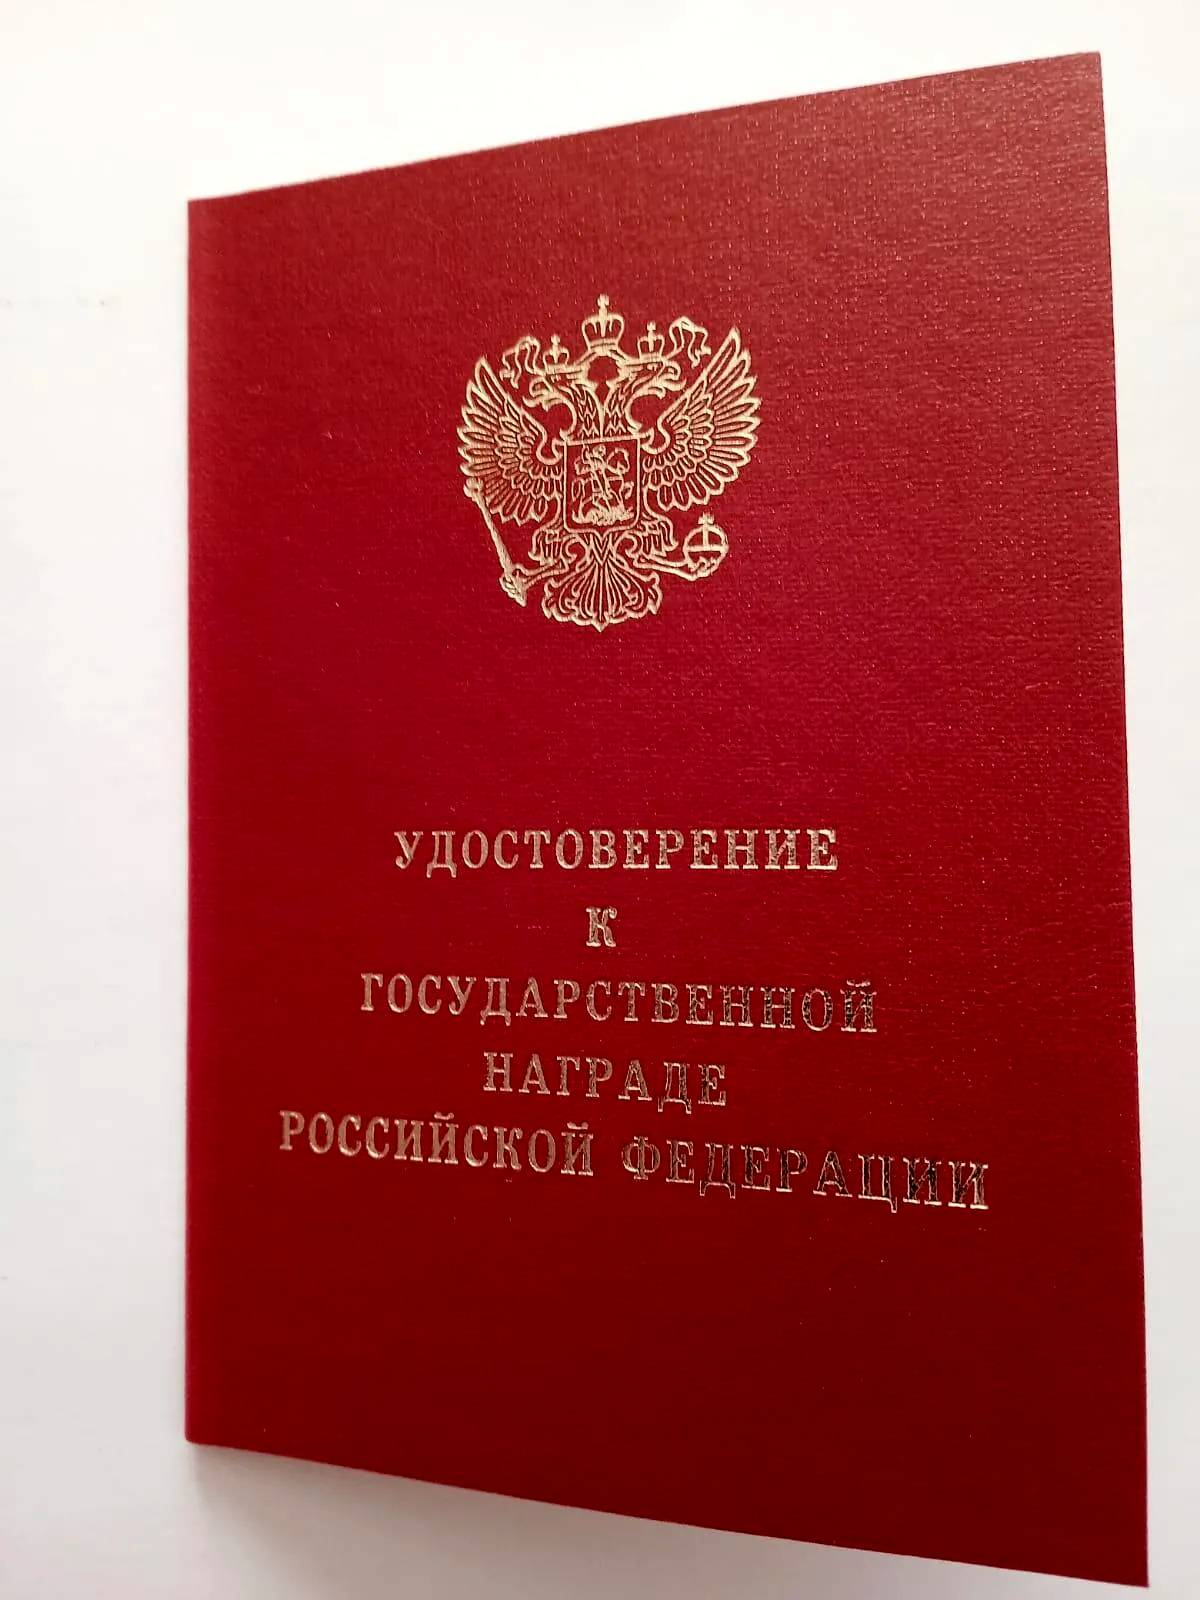 УДОСТОВЕРЕНИЕ
К
ГОСУДАРСТВЕННОЙ
НАГРАДЕ
РОССИЙСКОЙ ФЕДЕРАЦИИ